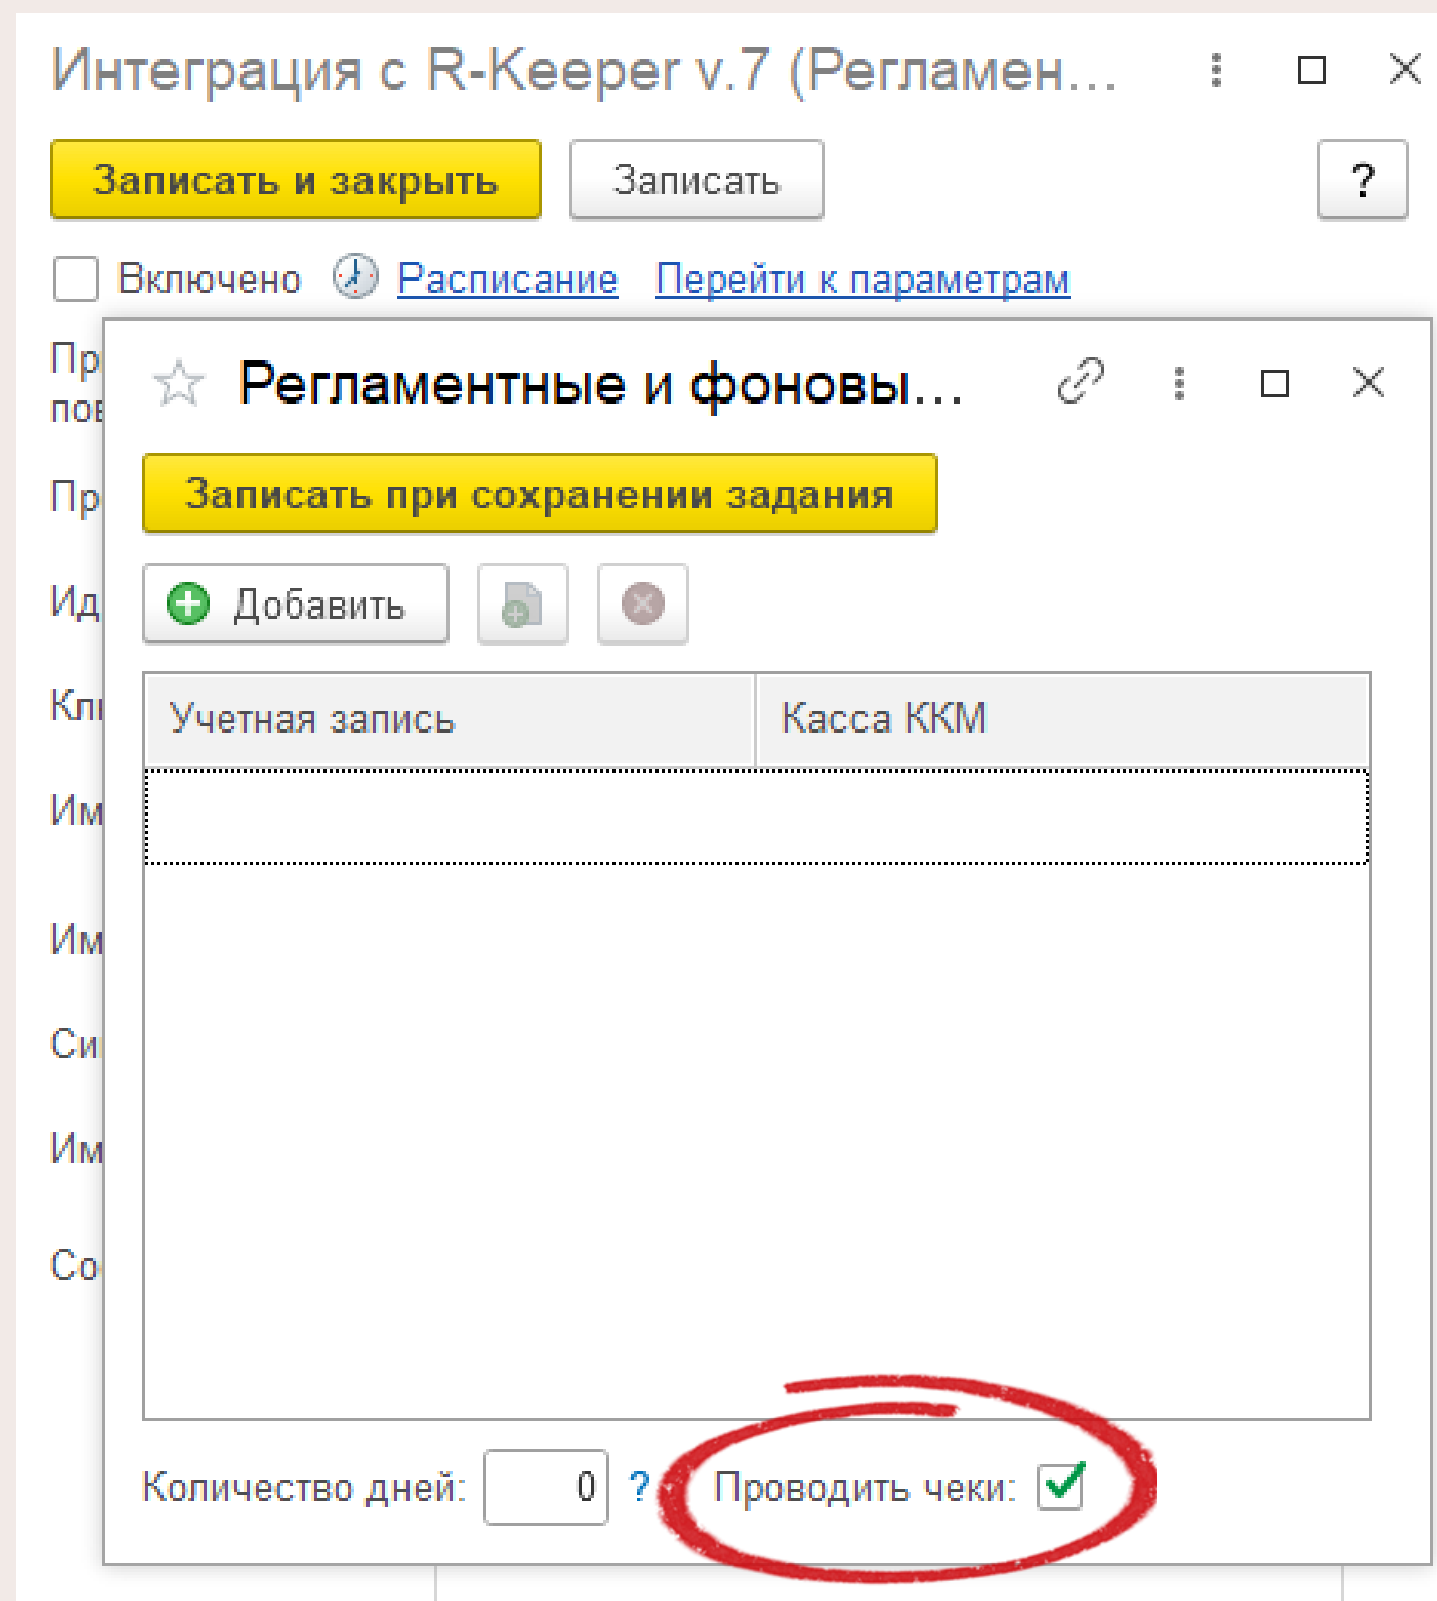 Интеграция с R-Keeper v.7 (Регламен...
Записать и закрыть Записать ?
Включено Расписание Перейти к параметрам
Регламентные и фоновы...
Записать при сохранении задания
Добавить
Учетная запись Касса ККМ
Количество дней: 0 ? Проводить чеки: